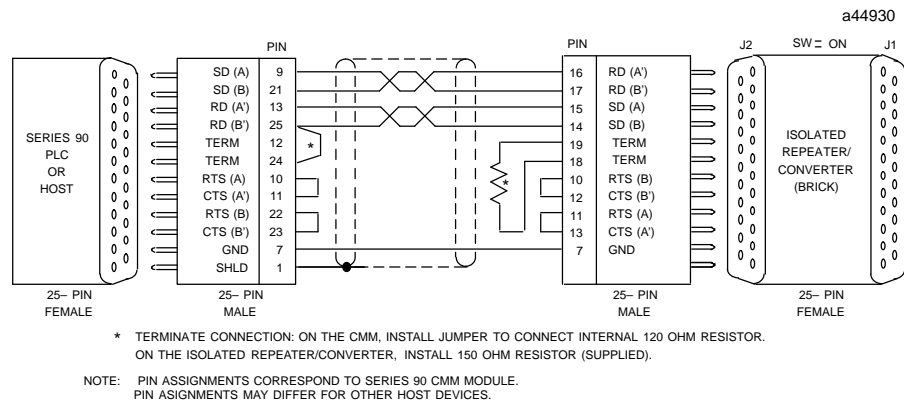 a44930
PIN
PIN
J2
SW = ON
J1
SD (A) 9
SD (B) 21
RD (A') 13
RD (B') 25
TERM 12
TERM 24
RTS (A) 10
CTS (A') 11
RTS (B) 22
CTS (B') 23
GND 7
SHLD 1
*
*
16 RD (A')
17 RD (B')
15 SD (A)
14 SD (B)
19 TERM
18 TERM
10 RTS (B)
12 CTS (B')
11 RTS (A)
13 CTS (A')
7 GND
SERIES 90
PLC
OR
HOST
ISOLATED
REPEATER/
CONVERTER
(BRICK)
25– PIN
FEMALE
25– PIN
MALE
25– PIN
MALE
25– PIN
FEMALE
* TERMINATE CONNECTION: ON THE CMM, INSTALL JUMPER TO CONNECT INTERNAL 120 OHM RESISTOR.
ON THE ISOLATED REPEATER/CONVERTER, INSTALL 150 OHM RESISTOR (SUPPLIED).
NOTE: PIN ASSIGNMENTS CORRESPOND TO SERIES 90 CMM MODULE.
PIN ASIGNMENTS MAY DIFFER FOR OTHER HOST DEVICES.